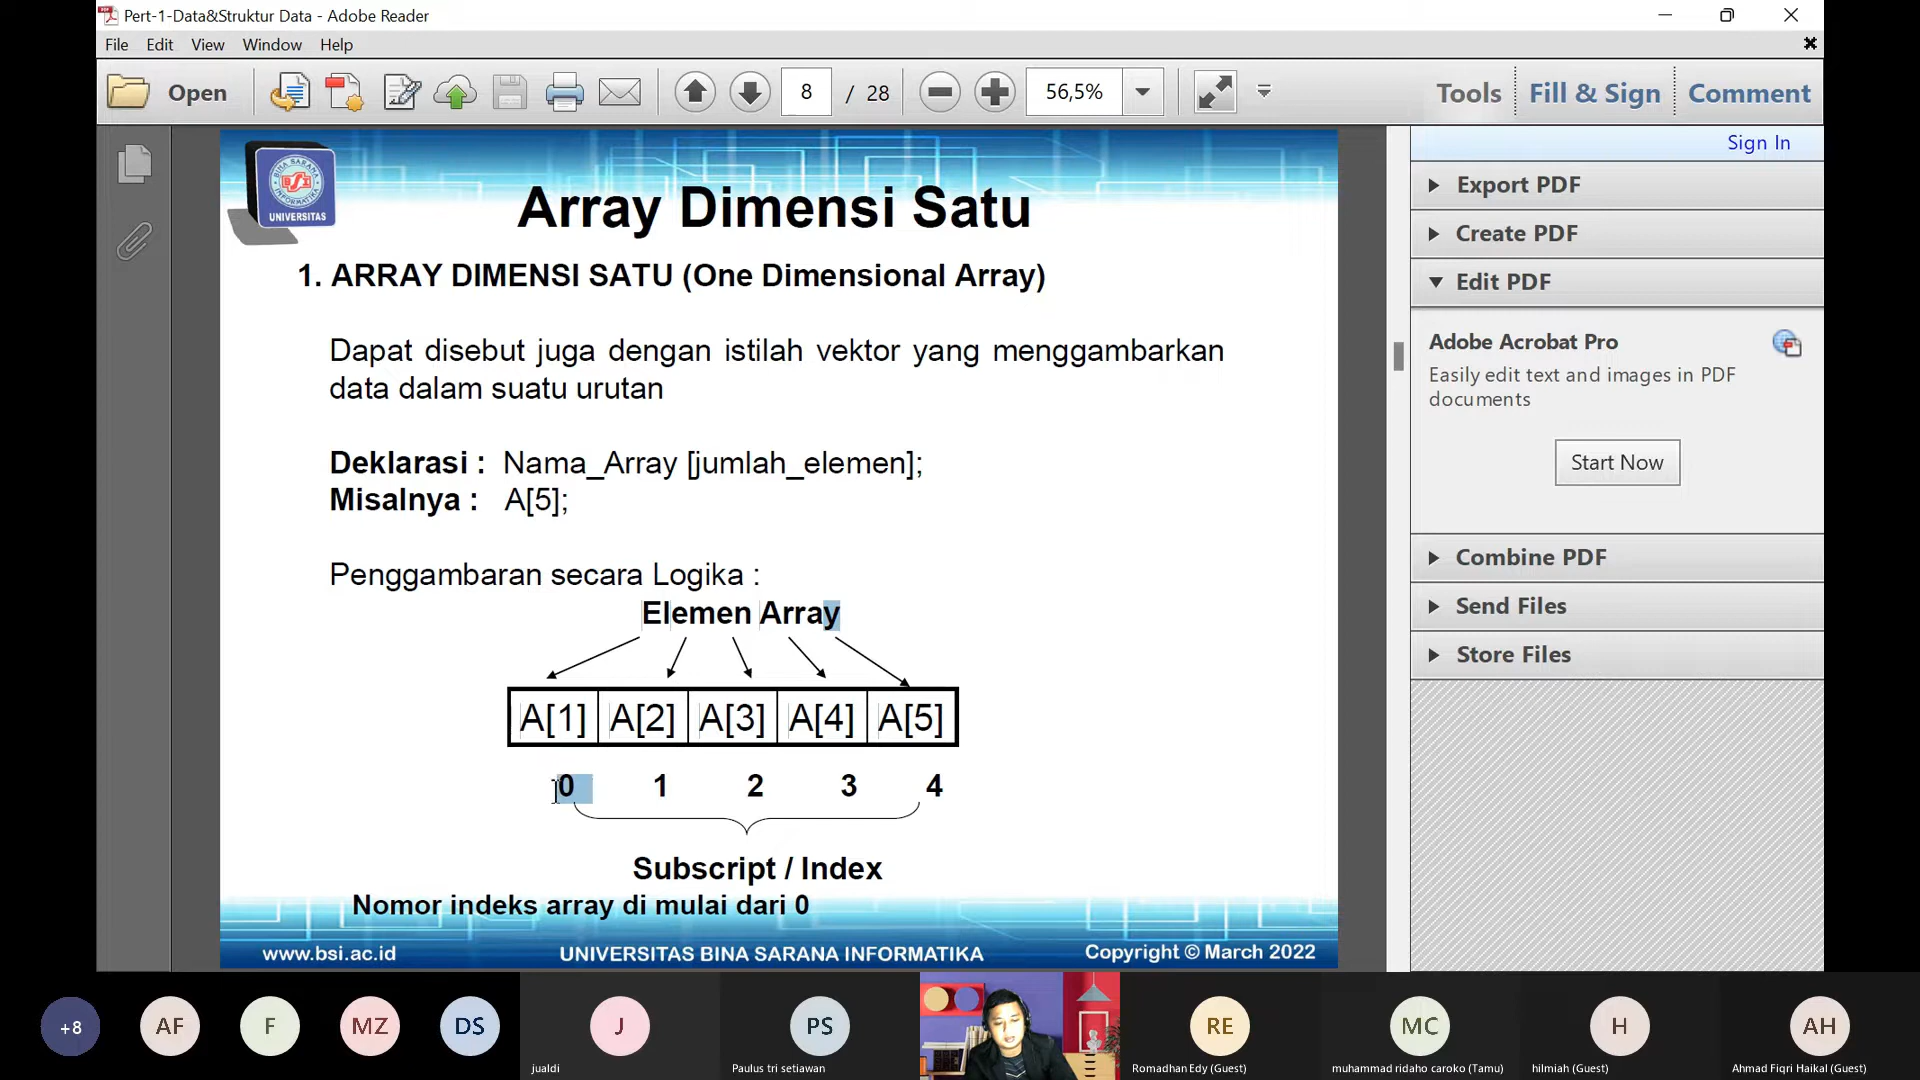 Pert-1-Data&Struktur Data - Adobe Reader
File Edit View Window Help
Open
8 / 28
56,5%
Tools Fill & Sign Comment
Sign In
Export PDF
Create PDF
Edit PDF
Adobe Acrobat Pro
Easily edit text and images in PDF
documents
Start Now
Combine PDF
Send Files
Store Files
BINA SARANA INFORMATIKA
BSI
UNIVERSITAS
Array Dimensi Satu
1. ARRAY DIMENSI SATU (One Dimensional Array)
Dapat disebut juga dengan istilah vektor yang menggambarkan
data dalam suatu urutan
Deklarasi : Nama_Array [jumlah_elemen];
Misalnya : A[5];
Penggambaran secara Logika :
Elemen Array
A[1] A[2] A[3] A[4] A[5]
0 1 2 3 4
Subscript / Index
Nomor indeks array di mulai dari 0
www.bsi.ac.id UNIVERSITAS BINA SARANA INFORMATIKA Copyright © March 2022
+8 AF F MZ DS J PS RE MC H AH
jualdi Paulus tri setiawan Romadhan Edy (Guest) muhammad ridaho caroko (Tamu) hilmiah (Guest) Ahmad Fiqri Haikal (Guest)